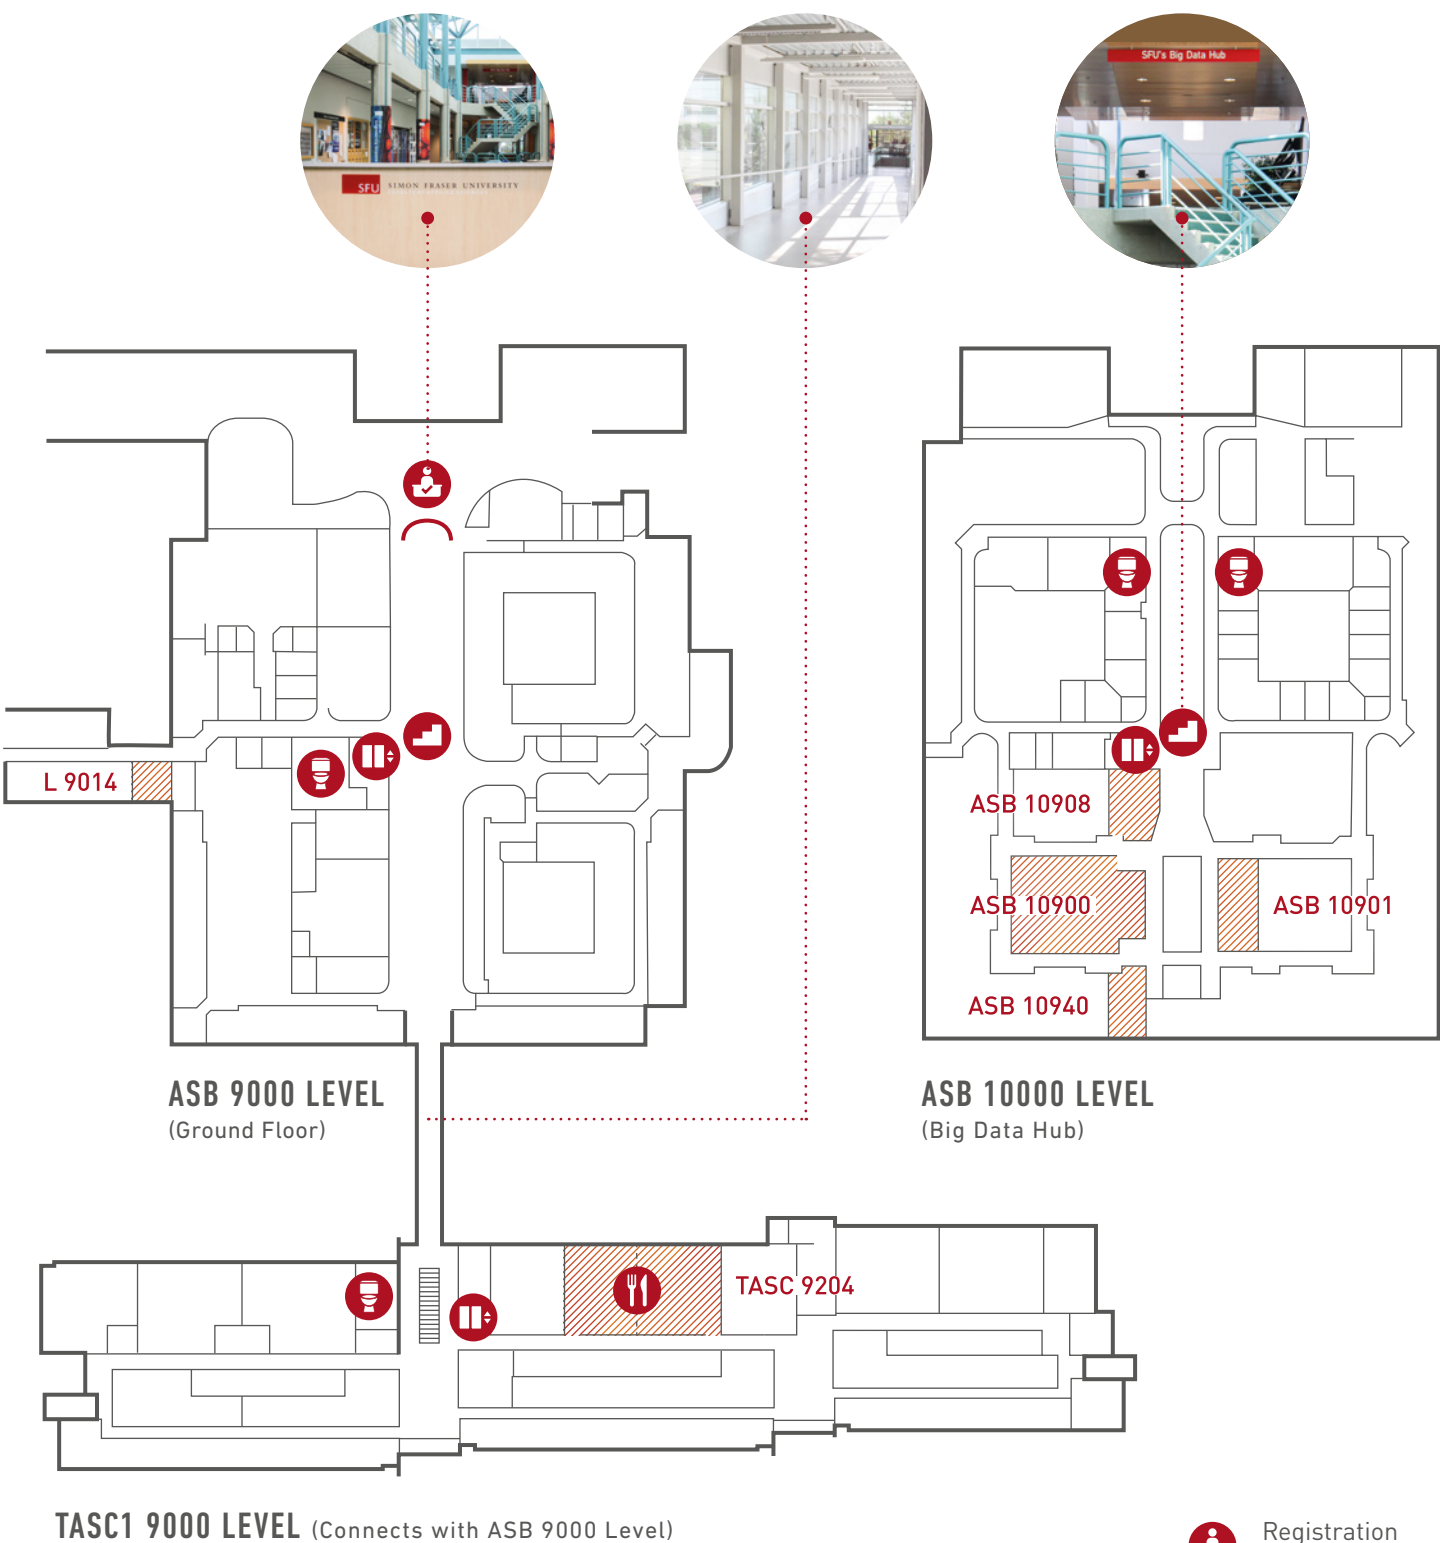 SFU's Big Data Hub
SFU SIMON FRASER UNIVERSITY
L 9014
ASB 10908
ASB 10900
ASB 10901
ASB 10940
ASB 9000 LEVEL
(Ground Floor)
ASB 10000 LEVEL
(Big Data Hub)
TASC 9204
TASC1 9000 LEVEL (Connects with ASB 9000 Level)
Registration